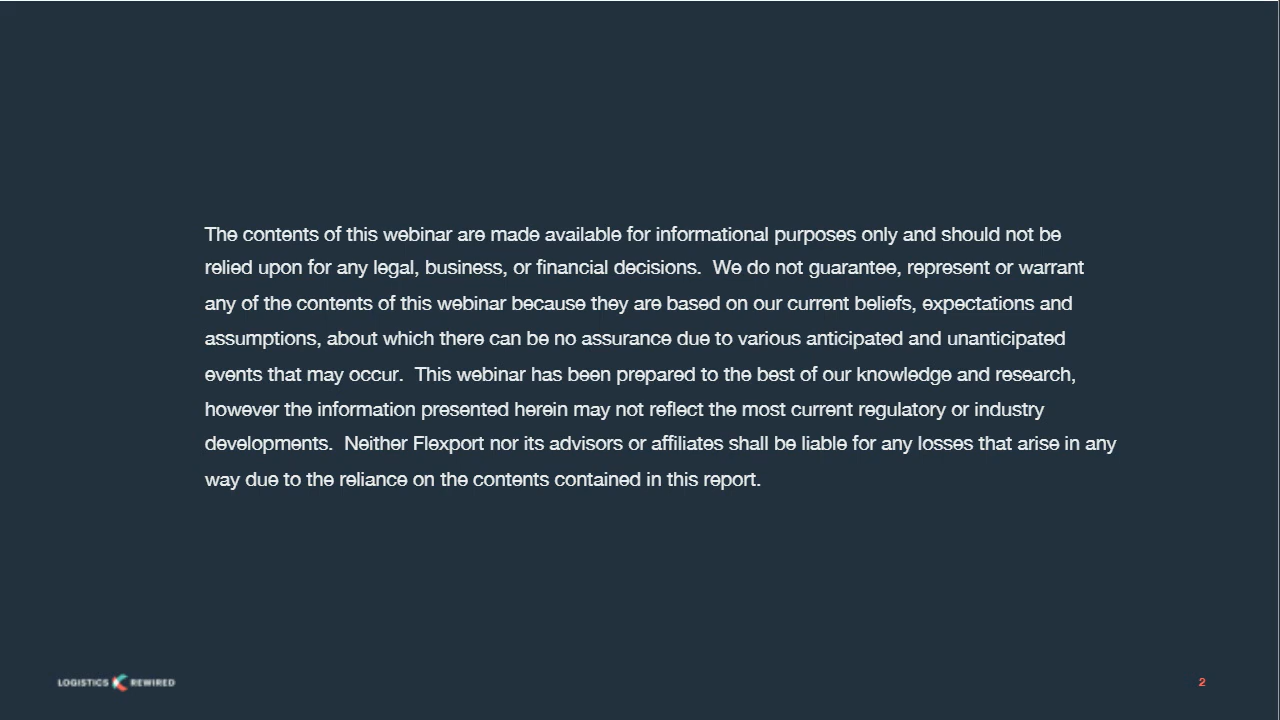 The contents of this webinar are made available for informational purposes only and should not be
relied upon for any legal, business, or financial decisions.  We do not guarantee, represent or warrant
any of the contents of this webinar because they are based on our current beliefs, expectations and
assumptions, about which there can be no assurance due to various anticipated and unanticipated
events that may occur.  This webinar has been prepared to the best of our knowledge and research,
however the information presented herein may not reflect the most current regulatory or industry
developments.  Neither Flexport nor its advisors or affiliates shall be liable for any losses that arise in any
way due to the reliance on the contents contained in this report.
LOGISTICS REWIRED
2